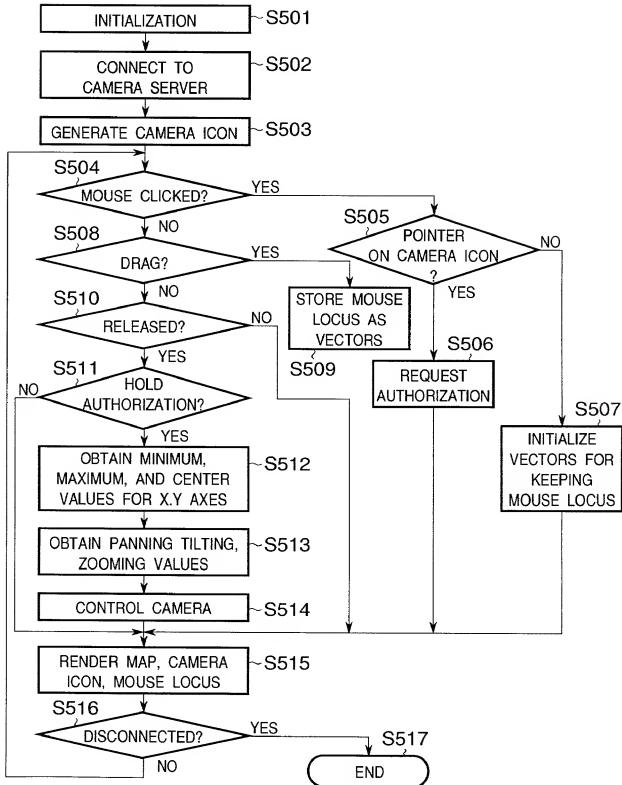 INITIALIZATION
S501
CONNECT TO
CAMERA SERVER
S502
GENERATE CAMERA ICON
S503
S504
MOUSE CLICKED?
YES
NO
S505
POINTER
ON CAMERA ICON
?
NO
YES
S508
DRAG?
YES
NO
STORE MOUSE
LOCUS AS
VECTORS
S509
S506
REQUEST
AUTHORIZATION
S507
INITIALIZE
VECTORS FOR
KEEPING
MOUSE LOCUS
S510
RELEASED?
NO
YES
S511
NO
HOLD
AUTHORIZATION?
YES
OBTAIN MINIMUM,
MAXIMUM, AND CENTER
VALUES FOR X.Y AXES
S512
OBTAIN PANNING TILTING,
ZOOMING VALUES
S513
CONTROL CAMERA
S514
RENDER MAP, CAMERA
ICON, MOUSE LOCUS
S515
S516
DISCONNECTED?
YES
NO
S517
END